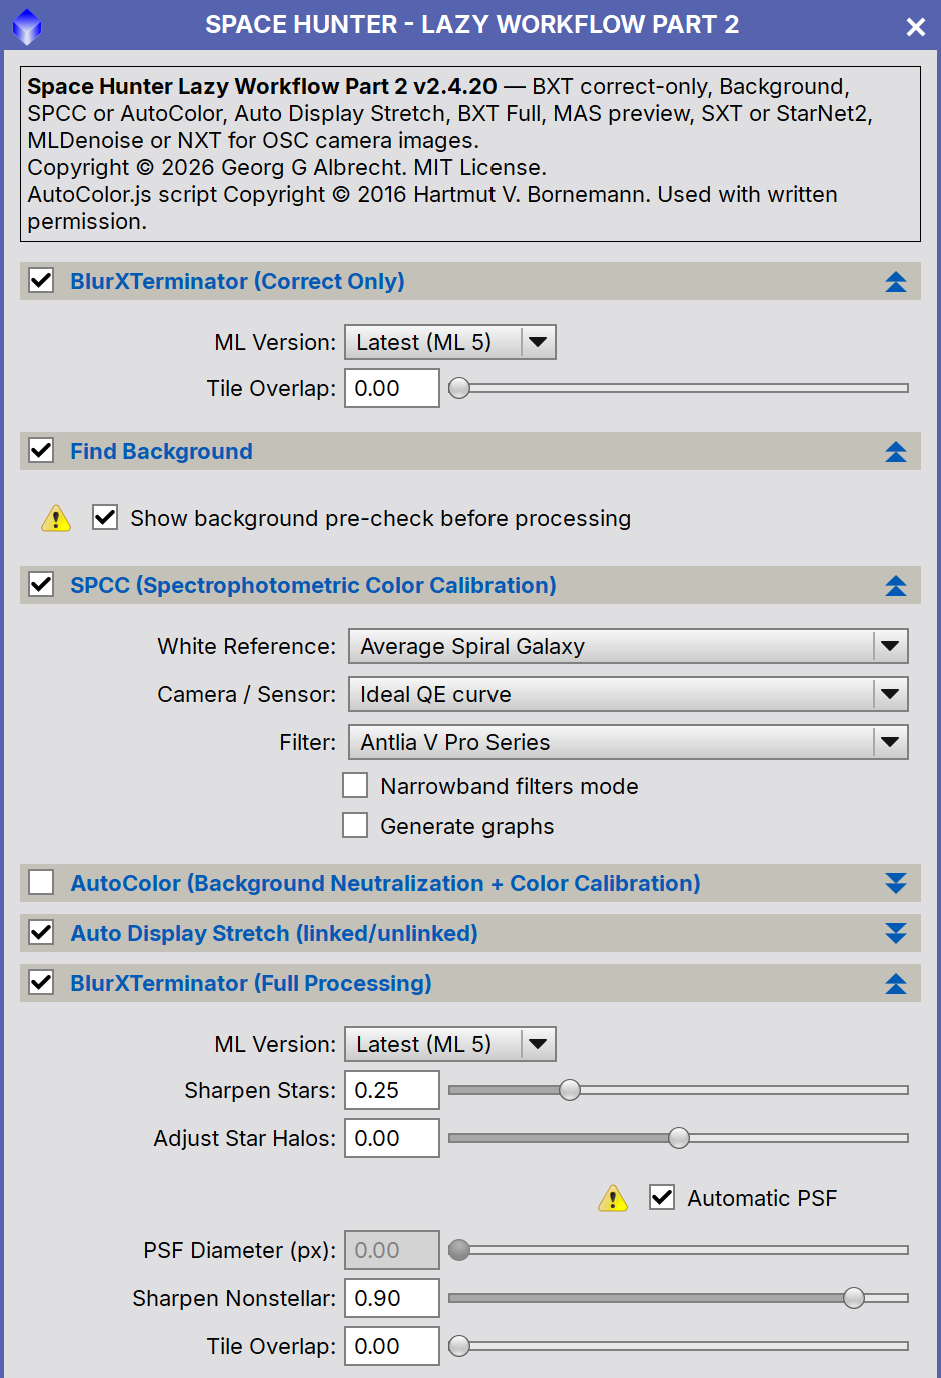 SPACE HUNTER - LAZY WORKFLOW PART 2
Space Hunter Lazy Workflow Part 2 v2.4.20 — BXT correct-only, Background,
SPCC or AutoColor, Auto Display Stretch, BXT Full, MAS preview, SXT or StarNet2,
MLDenoise or NXT for OSC camera images.
Copyright © 2026 Georg G Albrecht. MIT License.
AutoColor.js script Copyright © 2016 Hartmut V. Bornemann. Used with written
permission.
BlurXTerminator (Correct Only)
ML Version: Latest (ML 5)
Tile Overlap: 0.00
Find Background
Show background pre-check before processing
SPCC (Spectrophotometric Color Calibration)
White Reference: Average Spiral Galaxy
Camera / Sensor: Ideal QE curve
Filter: Antlia V Pro Series
Narrowband filters mode
Generate graphs
AutoColor (Background Neutralization + Color Calibration)
Auto Display Stretch (linked/unlinked)
BlurXTerminator (Full Processing)
ML Version: Latest (ML 5)
Sharpen Stars: 0.25
Adjust Star Halos: 0.00
Automatic PSF
PSF Diameter (px): 0.00
Sharpen Nonstellar: 0.90
Tile Overlap: 0.00